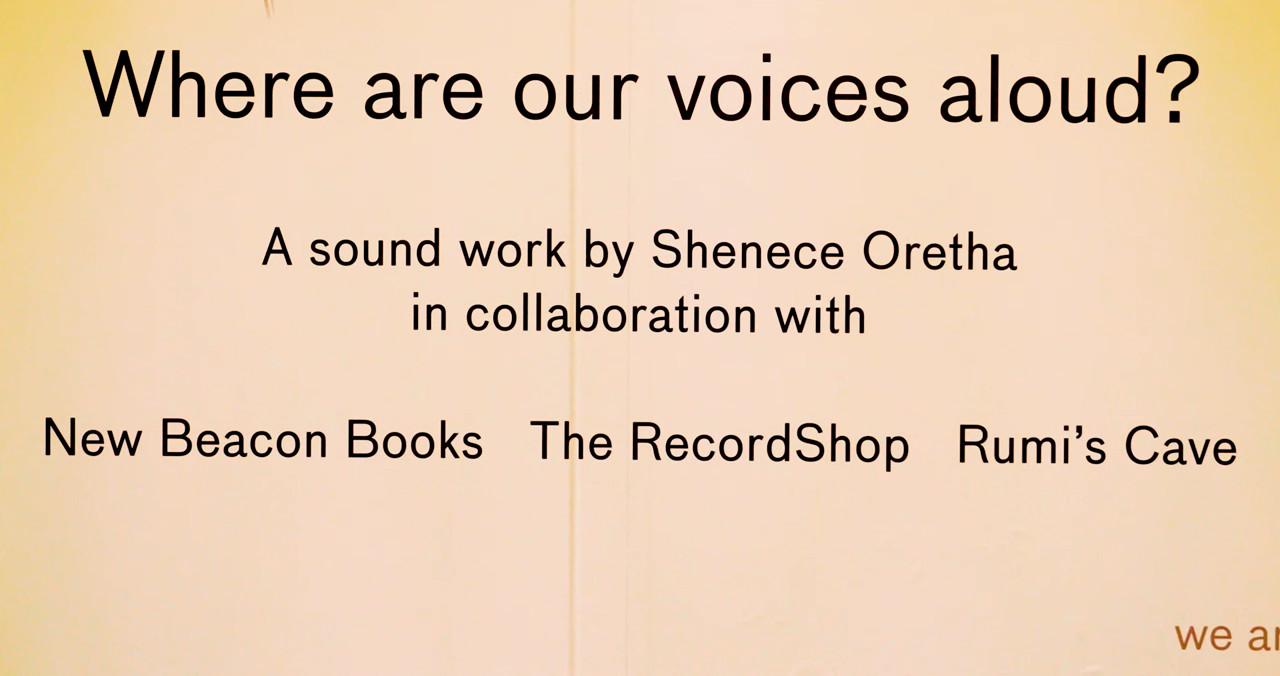 Where are our voices aloud?
A sound work by Shenece Oretha
in collaboration with
New Beacon Books The RecordShop Rumi’s Cave
we